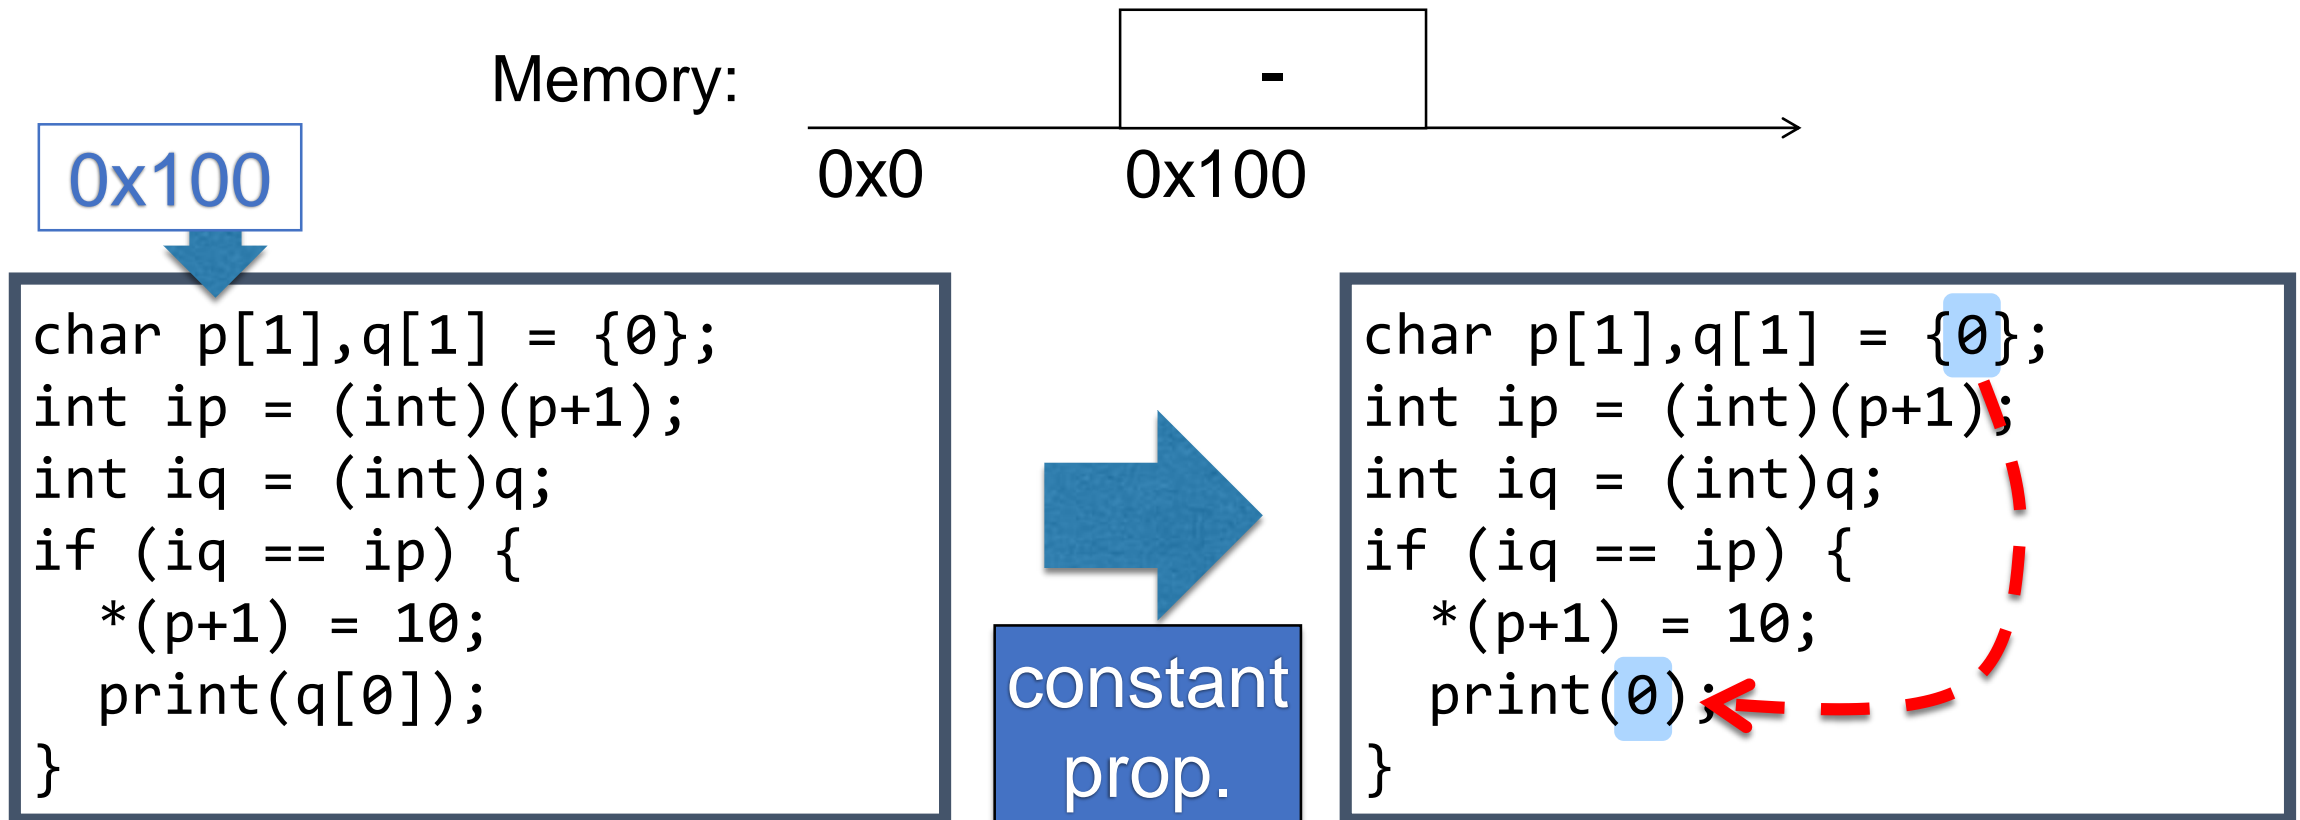 Memory:
-
0x0
0x100
0x100
char p[1],q[1] = {0};
int ip = (int)(p+1);
int iq = (int)q;
if (iq == ip) {
  *(p+1) = 10;
  print(q[0]);
}
constant
prop.
char p[1],q[1] = {0};
int ip = (int)(p+1);
int iq = (int)q;
if (iq == ip) {
  *(p+1) = 10;
  print(0);
}